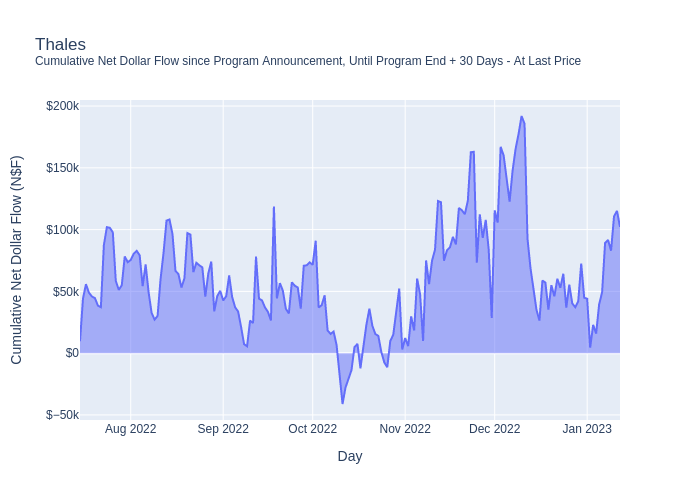 Thales
Cumulative Net Dollar Flow since Program Announcement, Until Program End + 30 Days - At Last Price
Cumulative Net Dollar Flow (N$F)
$200k
$150k
$100k
$50k
$0
$−50k
Aug 2022 Sep 2022 Oct 2022 Nov 2022 Dec 2022 Jan 2023
Day